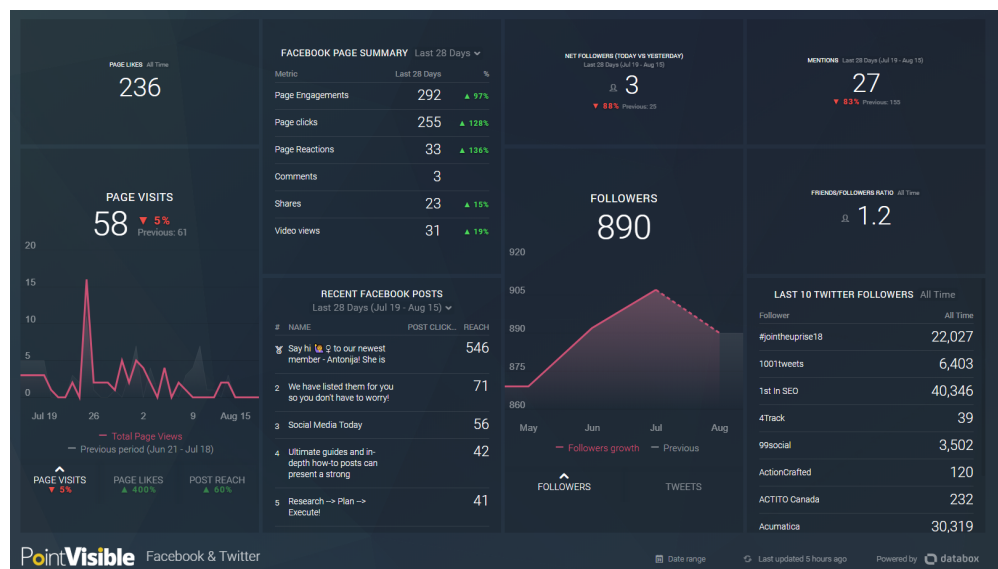 PAGE LIKES All Time
236
PAGE VISITS
58 ▼ 5%
Previous: 61
20
15
10
5
0
Jul 19 26 2 9 Aug 15
Total Page Views
Previous period (Jun 21 - Jul 18)
PAGE VISITS PAGE LIKES POST REACH
▼ 5% ▲ 400% ▲ 60%
FACEBOOK PAGE SUMMARY Last 28 Days
Metric Last 28 Days %
Page Engagements 292 ▲ 97%
Page clicks 255 ▲ 128%
Page Reactions 33 ▲ 136%
Comments 3
Shares 23 ▲ 15%
Video views 31 ▲ 19%
RECENT FACEBOOK POSTS
Last 28 Days (Jul 19 - Aug 15)
# NAME POST CLICK... REACH
Say hi 🙋♀ to our newest 546
member - Antonija! She is
2 We have listed them for you 71
so you don't have to worry!
3 Social Media Today 56
4 Ultimate guides and in- 42
depth how-to posts can
present a strong
5 Research --> Plan --> 41
Execute!
NET FOLLOWERS (TODAY VS YESTERDAY)
Last 28 Days (Jul 19 - Aug 15)
3
▼ 88% Previous: 25
FOLLOWERS
890
920
905
890
875
860
May Jun Jul Aug
Followers growth Previous
FOLLOWERS TWEETS
MENTIONS Last 28 Days (Jul 19 - Aug 15)
27
▼ 83% Previous: 155
FRIENDS/FOLLOWERS RATIO All Time
1.2
LAST 10 TWITTER FOLLOWERS All Time
Follower All Time
#jointheuprise18 22,027
1001tweets 6,403
1st In SEO 40,346
4Track 39
99social 3,502
ActionCrafted 120
ACTITO Canada 232
Acumatica 30,319
PointVisible Facebook & Twitter
Date range Last updated 5 hours ago Powered by databox